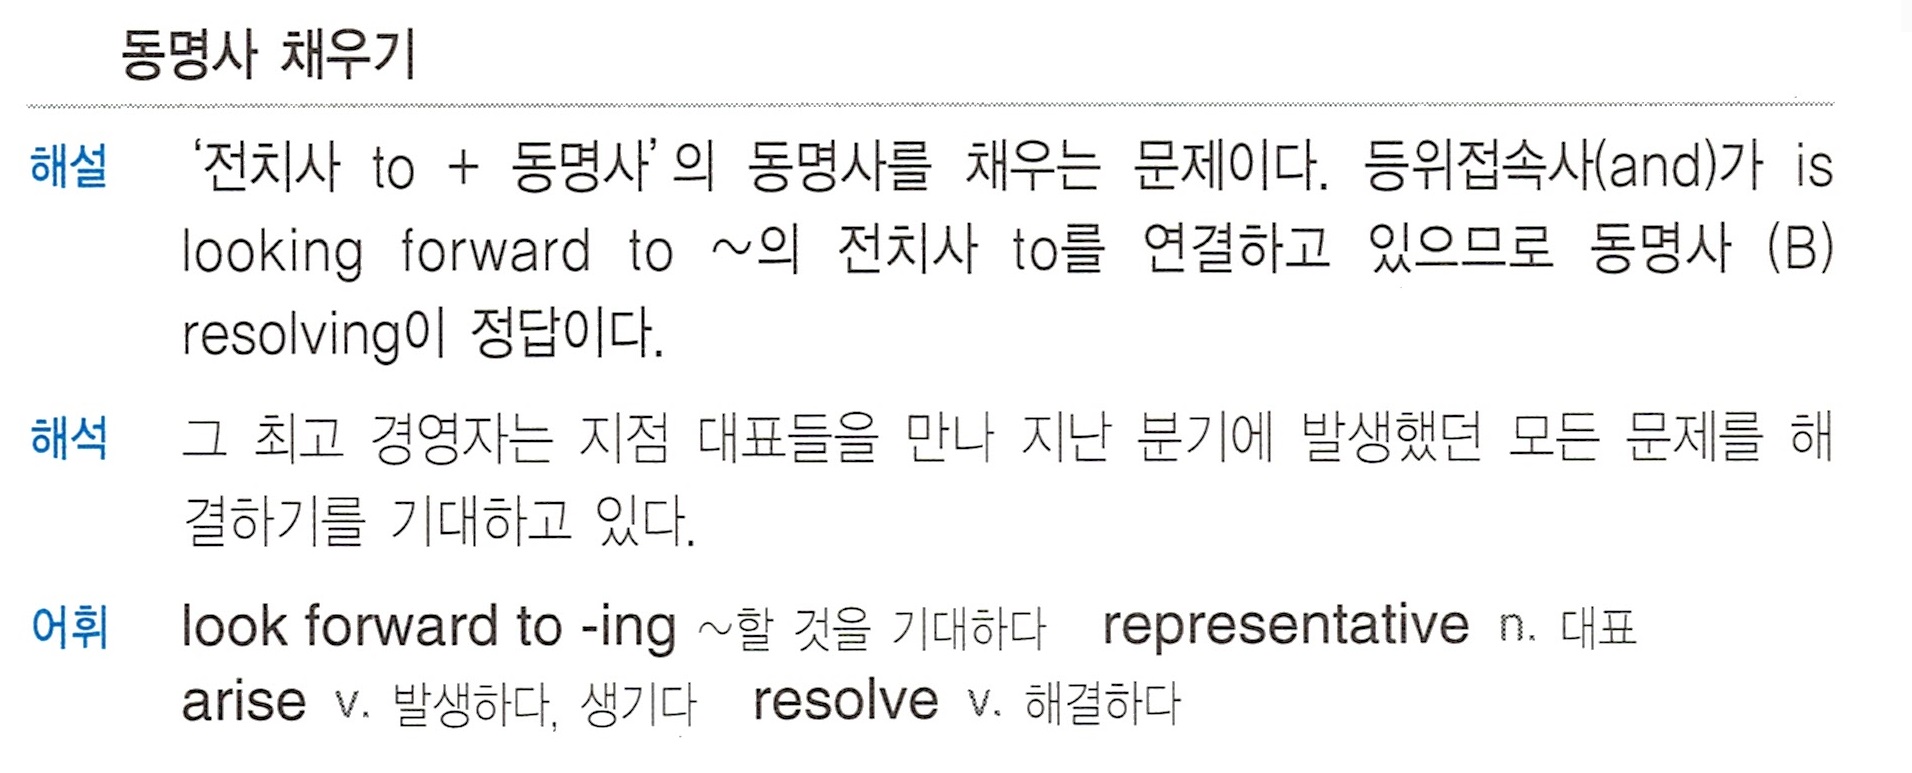 동명사 채우기
해설 ‘전치사 to + 동명사’의 동명사를 채우는 문제이다. 등위접속사(and)가 is
looking forward to ~의 전치사 to를 연결하고 있으므로 동명사 (B)
resolving이 정답이다.
해석 그 최고 경영자는 지점 대표들을 만나 지난 분기에 발생했던 모든 문제를 해
결하기를 기대하고 있다.
어휘 look forward to -ing ~할 것을 기대하다 representative n. 대표
arise v. 발생하다, 생기다 resolve v. 해결하다